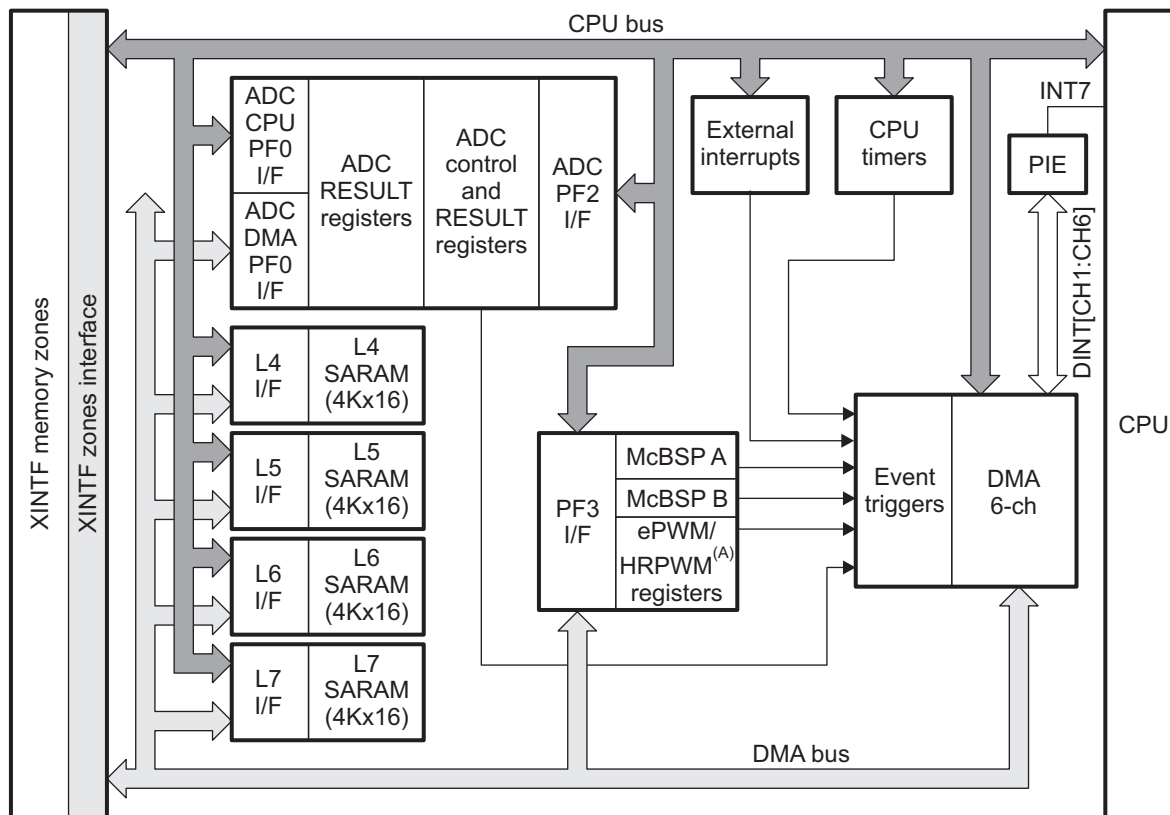 CPU bus
XINTF memory zones
XINTF zones interface
ADC
CPU
PF0
I/F
ADC
DMA
PF0
I/F
ADC
RESULT
registers
ADC
control
and
RESULT
registers
ADC
PF2
I/F
External
interrupts
CPU
timers
INT7
PIE
DINT[CH1:CH6]
CPU
L4
I/F
L4
SARAM
(4Kx16)
L5
I/F
L5
SARAM
(4Kx16)
L6
I/F
L6
SARAM
(4Kx16)
L7
I/F
L7
SARAM
(4Kx16)
PF3
I/F
McBSP A
McBSP B
ePWM/
HRPWM(A)
registers
Event
triggers
DMA
6-ch
DMA bus